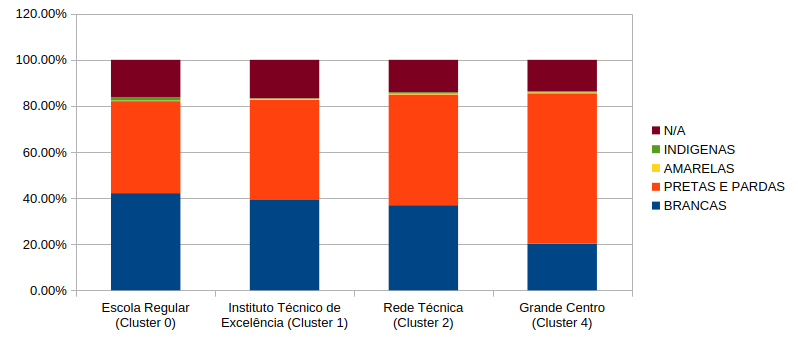 120.00%
100.00%
80.00%
60.00%
40.00%
20.00%
0.00%
Escola Regular
(Cluster 0)
Instituto Técnico de
Excelência (Cluster 1)
Rede Técnica
(Cluster 2)
Grande Centro
(Cluster 4)
N/A
INDIGENAS
AMARELAS
PRETAS E PARDAS
BRANCAS